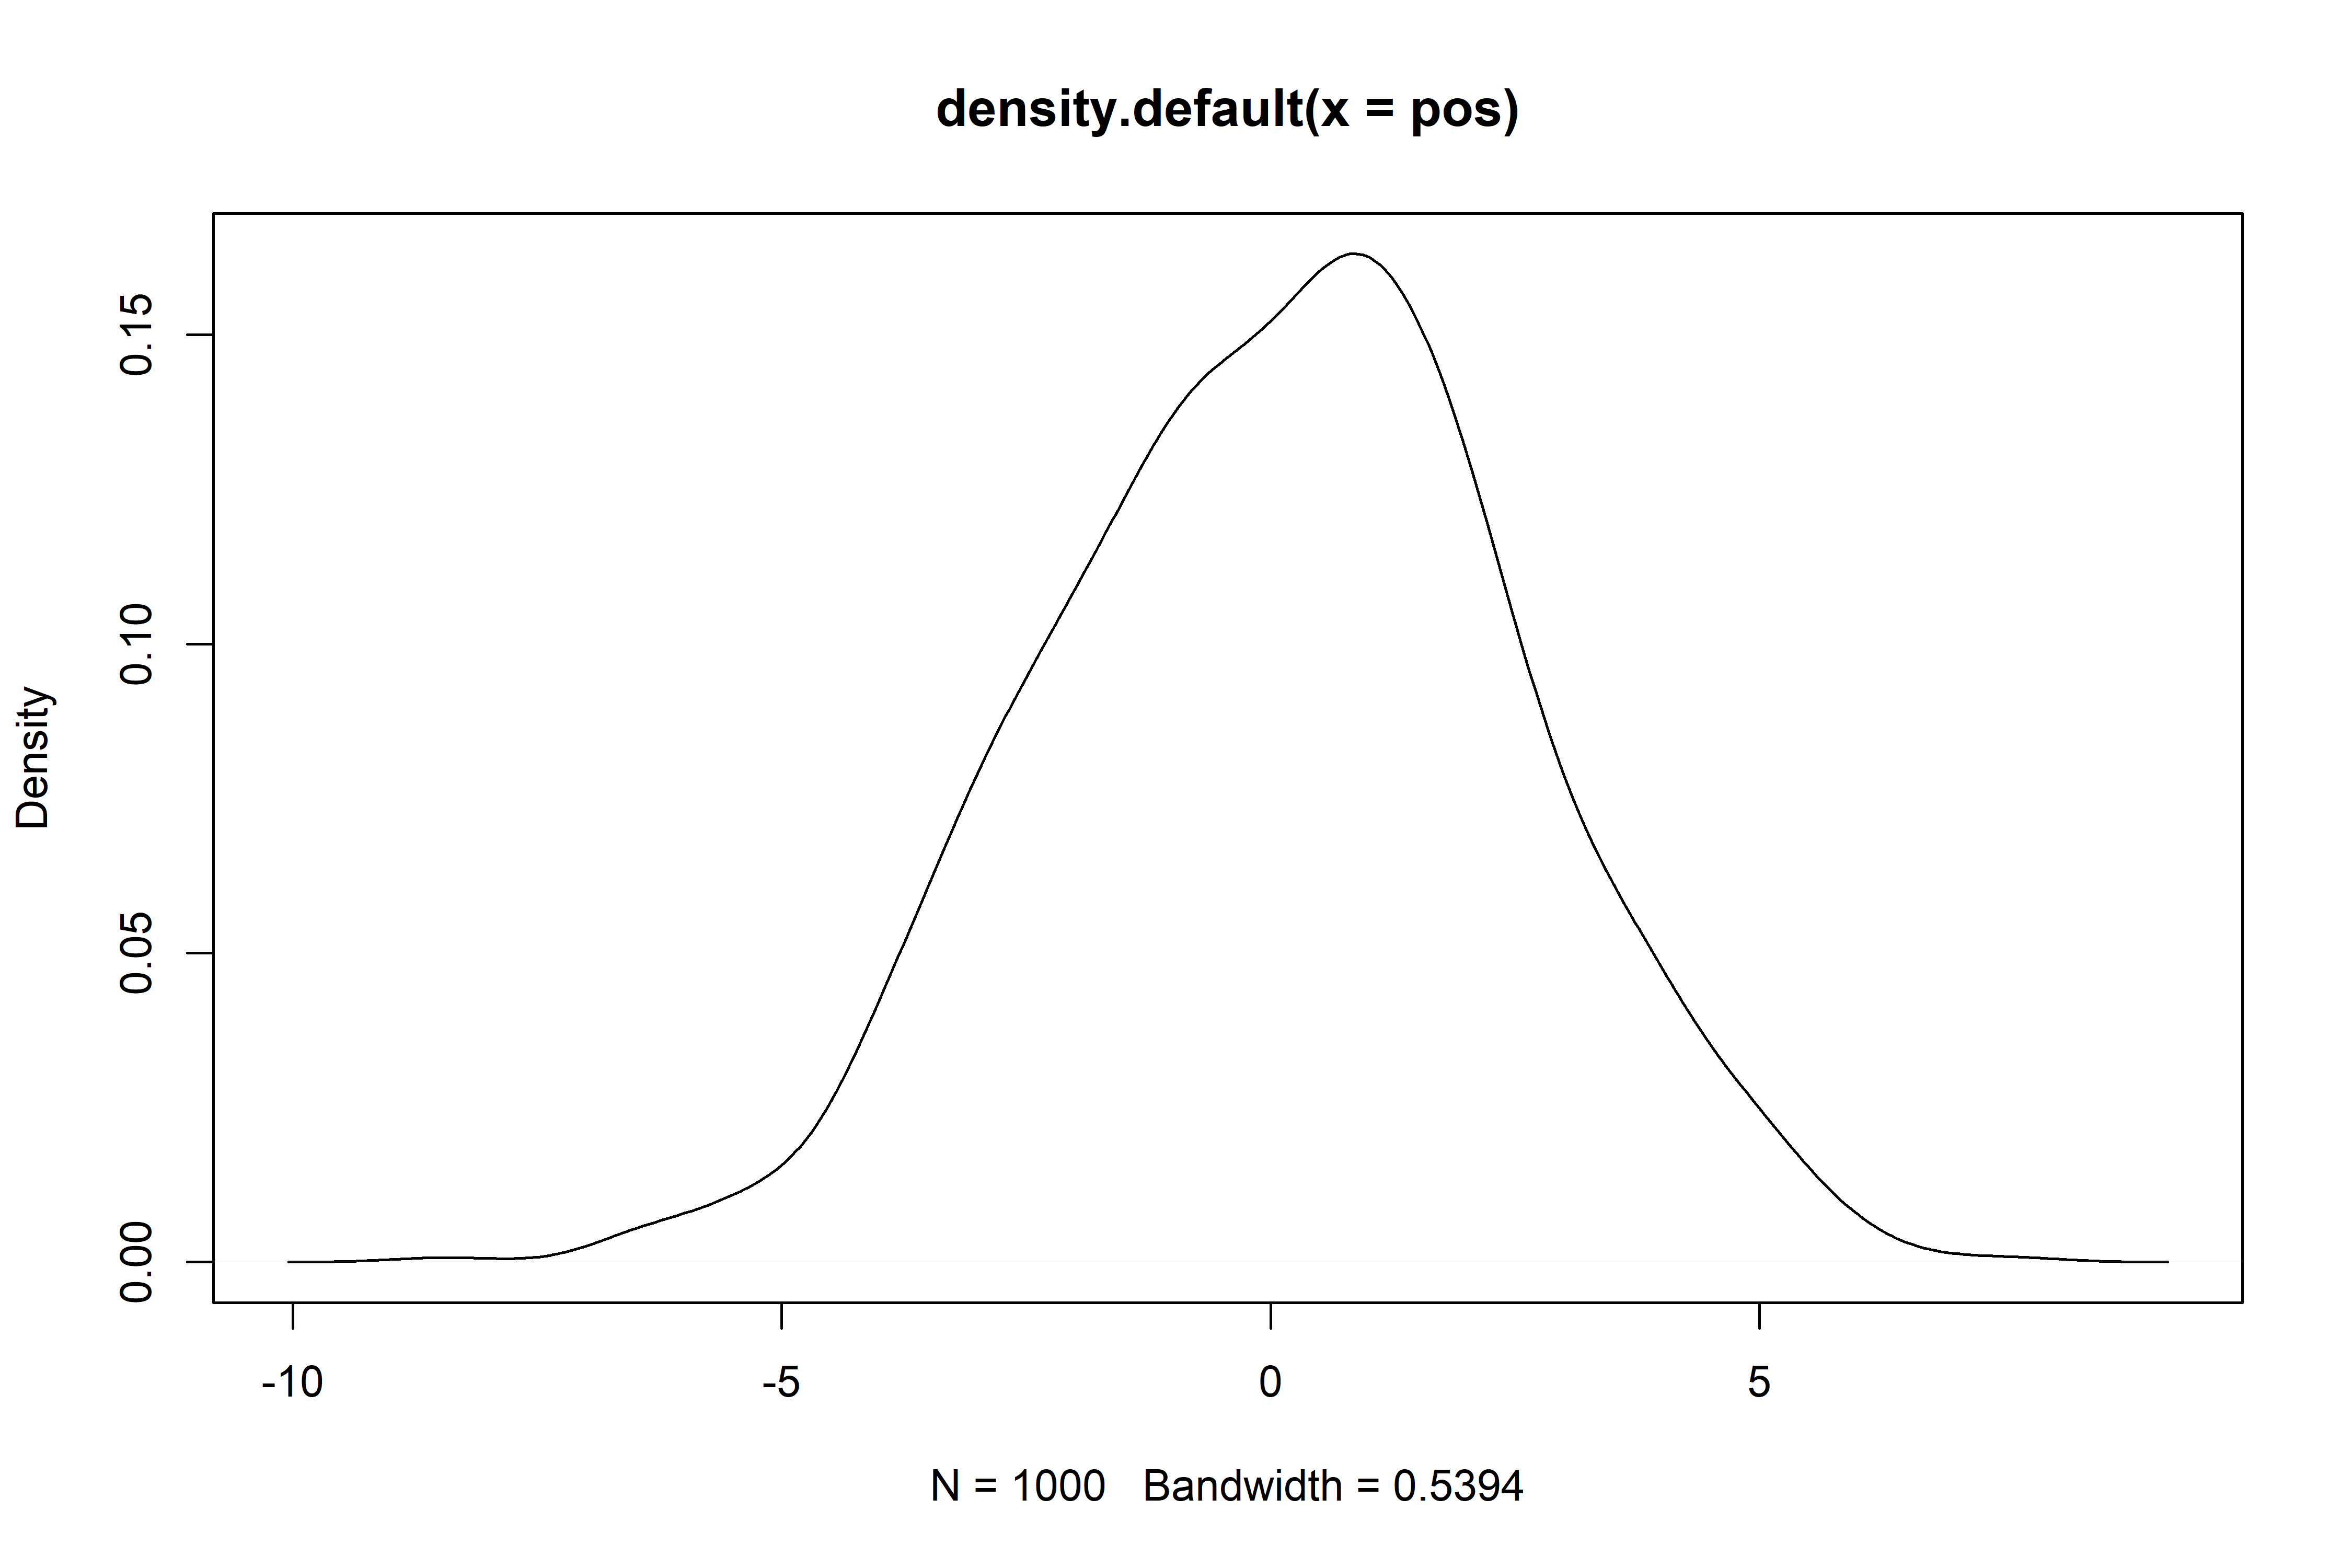 density.default(x = pos)
Density
0.15
0.10
0.05
0.00
-10 -5 0 5
N = 1000 Bandwidth = 0.5394